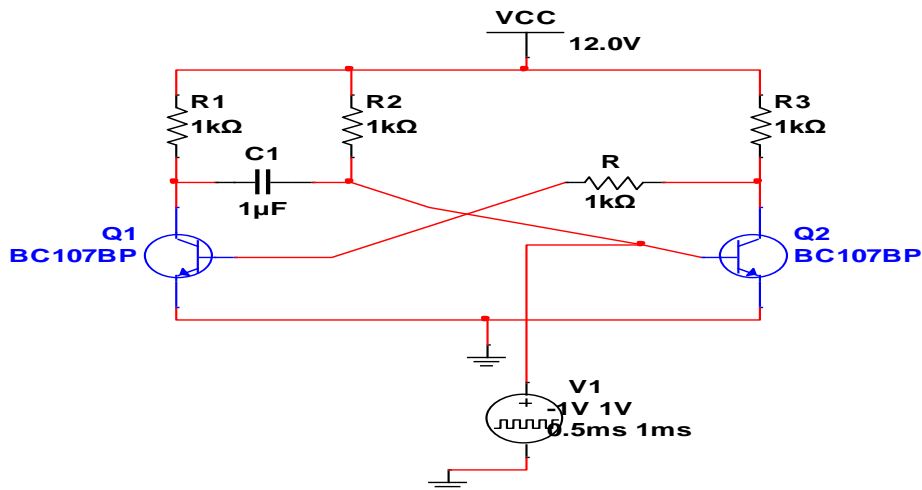 VCC
12.0V
R1
1kΩ
R2
1kΩ
R3
1kΩ
C1
1µF
R
1kΩ
Q1
BC107BP
Q2
BC107BP
V1
-1V 1V
0.5ms 1ms